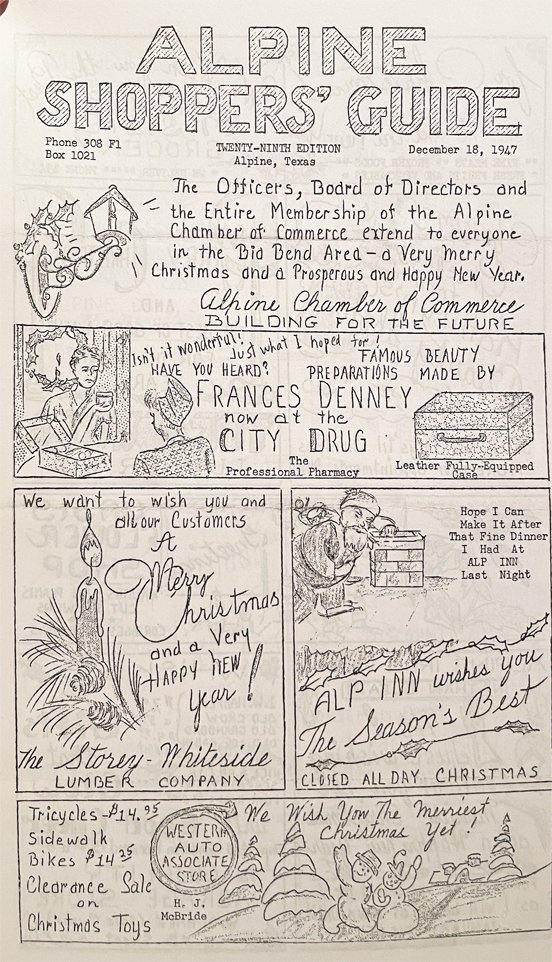 ALPINE
SHOPPERS' GUIDE
Phone 308 F1
Box 1021
TWENTY-NINTH EDITION
Alpine, Texas
December 18, 1947
The Officers, Board of Directors and
the Entire Membership of the Alpine
Chamber of Commerce extend to everyone
in the Big Bend Area – a Very Merry
Christmas and a Prosperous and Happy New Year.
Alpine Chamber of Commerce
BUILDING FOR THE FUTURE
Isn't it wonderful!
Just what I hoped for!
HAVE YOU HEARD?
FAMOUS BEAUTY
PREPARATIONS MADE BY
FRANCES DENNEY
now at the
CITY DRUG
The
Professional Pharmacy
Leather Fully-Equipped
Case
We want to wish you and
all our Customers
A
Merry
Christmas
and a Very
HAPPY NEW
Year!
The Storey-Whiteside
LUMBER COMPANY
Hope I Can
Make It After
That Fine Dinner
I Had At
ALP INN
Last Night
ALP INN wishes you
The Season's Best
CLOSED ALL DAY CHRISTMAS
Tricycles-$14.95
Sidewalk
Bikes $14.25
Clearance Sale
on
Christmas Toys
WESTERN
AUTO
ASSOCIATE
STORE
H. J.
McBride
We Wish You The Merriest
Christmas Yet!